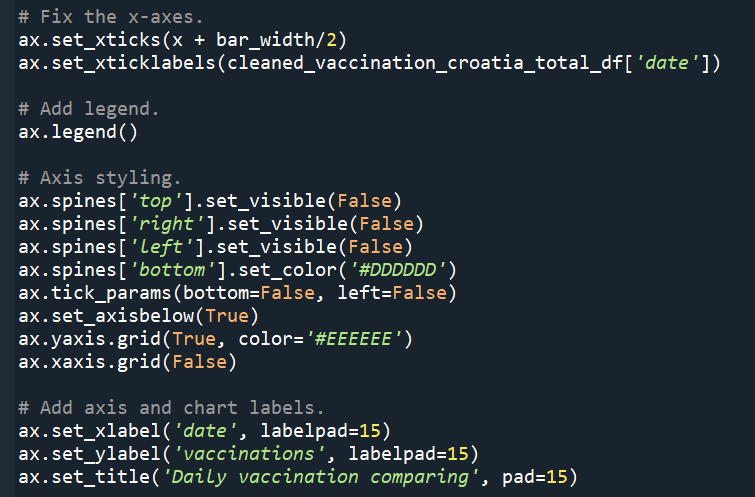 # Fix the x-axes.
ax.set_xticks(x + bar_width/2)
ax.set_xticklabels(cleaned_vaccination_croatia_total_df['date'])
# Add legend.
ax.legend()
# Axis styling.
ax.spines['top'].set_visible(False)
ax.spines['right'].set_visible(False)
ax.spines['left'].set_visible(False)
ax.spines['bottom'].set_color('#DDDDDD')
ax.tick_params(bottom=False, left=False)
ax.set_axisbelow(True)
ax.yaxis.grid(True, color='#EEEEEE')
ax.xaxis.grid(False)
# Add axis and chart labels.
ax.set_xlabel('date', labelpad=15)
ax.set_ylabel('vaccinations', labelpad=15)
ax.set_title('Daily vaccination comparing', pad=15)